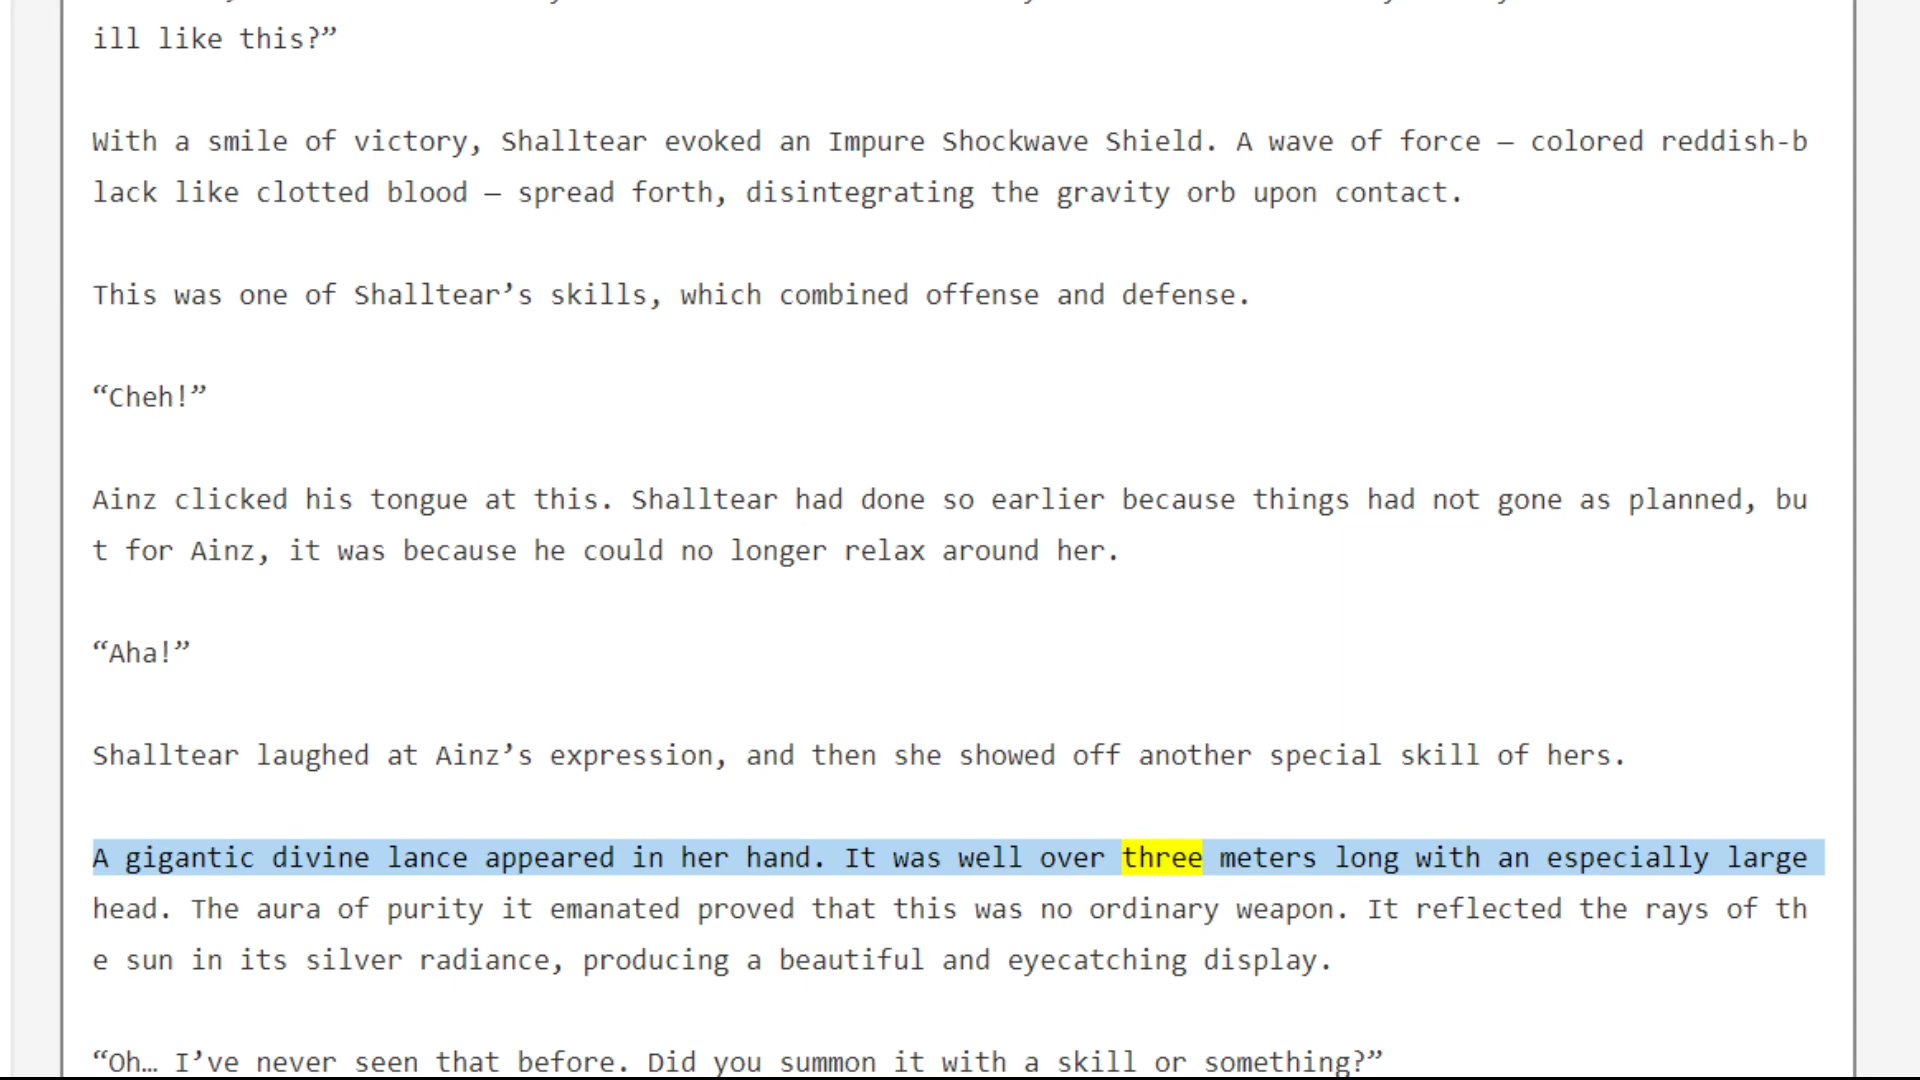 ill like this?”
With a smile of victory, Shalltear evoked an Impure Shockwave Shield. A wave of force — colored reddish-b
lack like clotted blood — spread forth, disintegrating the gravity orb upon contact.
This was one of Shalltear’s skills, which combined offense and defense.
“Cheh!”
Ainz clicked his tongue at this. Shalltear had done so earlier because things had not gone as planned, bu
t for Ainz, it was because he could no longer relax around her.
“Aha!”
Shalltear laughed at Ainz’s expression, and then she showed off another special skill of hers.
A gigantic divine lance appeared in her hand. It was well over three meters long with an especially large
head. The aura of purity it emanated proved that this was no ordinary weapon. It reflected the rays of th
e sun in its silver radiance, producing a beautiful and eyecatching display.
“Oh… I’ve never seen that before. Did you summon it with a skill or something?”